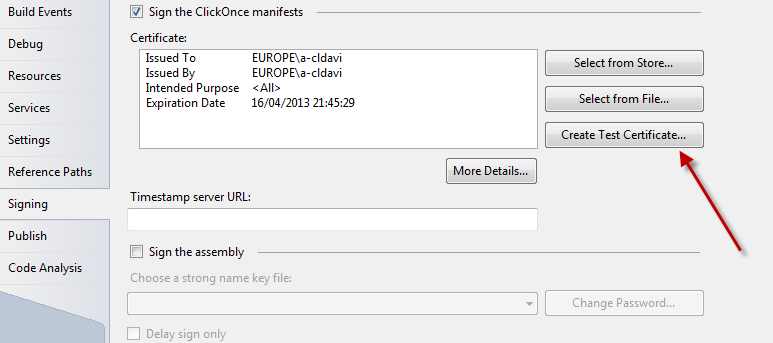 Build Events
Debug
Resources
Services
Settings
Reference Paths
Signing
Publish
Code Analysis
Sign the ClickOnce manifests
Certificate:
Issued To EUROPE\a-cldavi
Issued By EUROPE\a-cldavi
Intended Purpose <All>
Expiration Date 16/04/2013 21:45:29
Select from Store...
Select from File...
Create Test Certificate...
More Details...
Timestamp server URL:
Sign the assembly
Choose a strong name key file:
Change Password...
Delay sign only